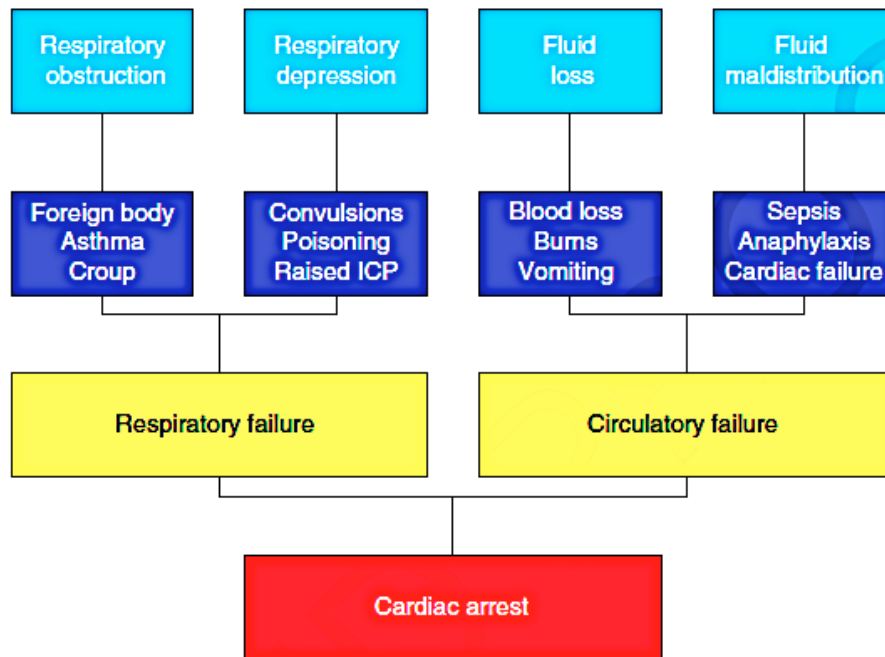 Respiratory
obstruction
Respiratory
depression
Fluid
loss
Fluid
maldistribution
Foreign body
Asthma
Croup
Convulsions
Poisoning
Raised ICP
Blood loss
Burns
Vomiting
Sepsis
Anaphylaxis
Cardiac failure
Respiratory failure
Circulatory failure
Cardiac arrest